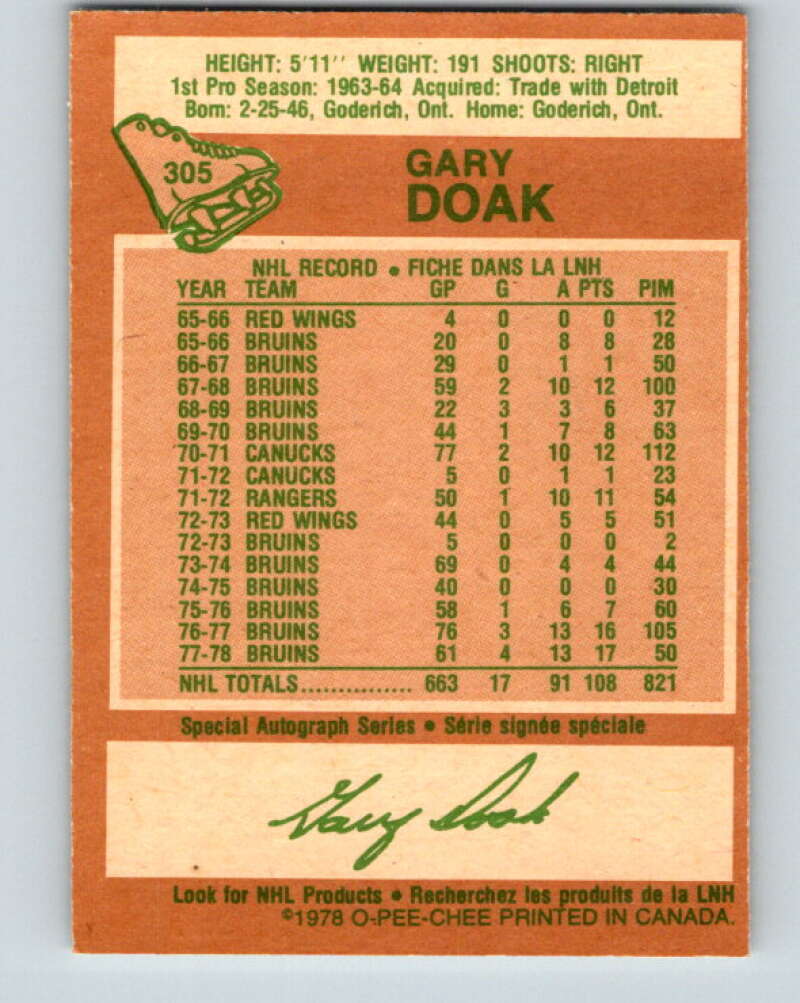 HEIGHT: 5'11'' WEIGHT: 191 SHOOTS: RIGHT
1st Pro Season: 1963-64 Acquired: Trade with Detroit
Born: 2-25-46, Goderich, Ont. Home: Goderich, Ont.
305
GARY
DOAK
NHL RECORD • FICHE DANS LA LNH
YEAR TEAM GP G A PTS PIM
65-66 RED WINGS 4 0 0 0 12
65-66 BRUINS 20 0 8 8 28
66-67 BRUINS 29 0 1 1 50
67-68 BRUINS 59 2 10 12 100
68-69 BRUINS 22 3 3 6 37
69-70 BRUINS 44 1 7 8 63
70-71 CANUCKS 77 2 10 12 112
71-72 CANUCKS 5 0 1 1 23
71-72 RANGERS 50 1 10 11 54
72-73 RED WINGS 44 0 5 5 51
72-73 BRUINS 5 0 0 0 2
73-74 BRUINS 69 0 4 4 44
74-75 BRUINS 40 0 0 0 30
75-76 BRUINS 58 1 6 7 60
76-77 BRUINS 76 3 13 16 105
77-78 BRUINS 61 4 13 17 50
NHL TOTALS............... 663 17 91 108 821
Special Autograph Series • Série signée spéciale
Gary Doak
Look for NHL Products • Recherchez les produits de la LNH
©1978 O-PEE-CHEE PRINTED IN CANADA.